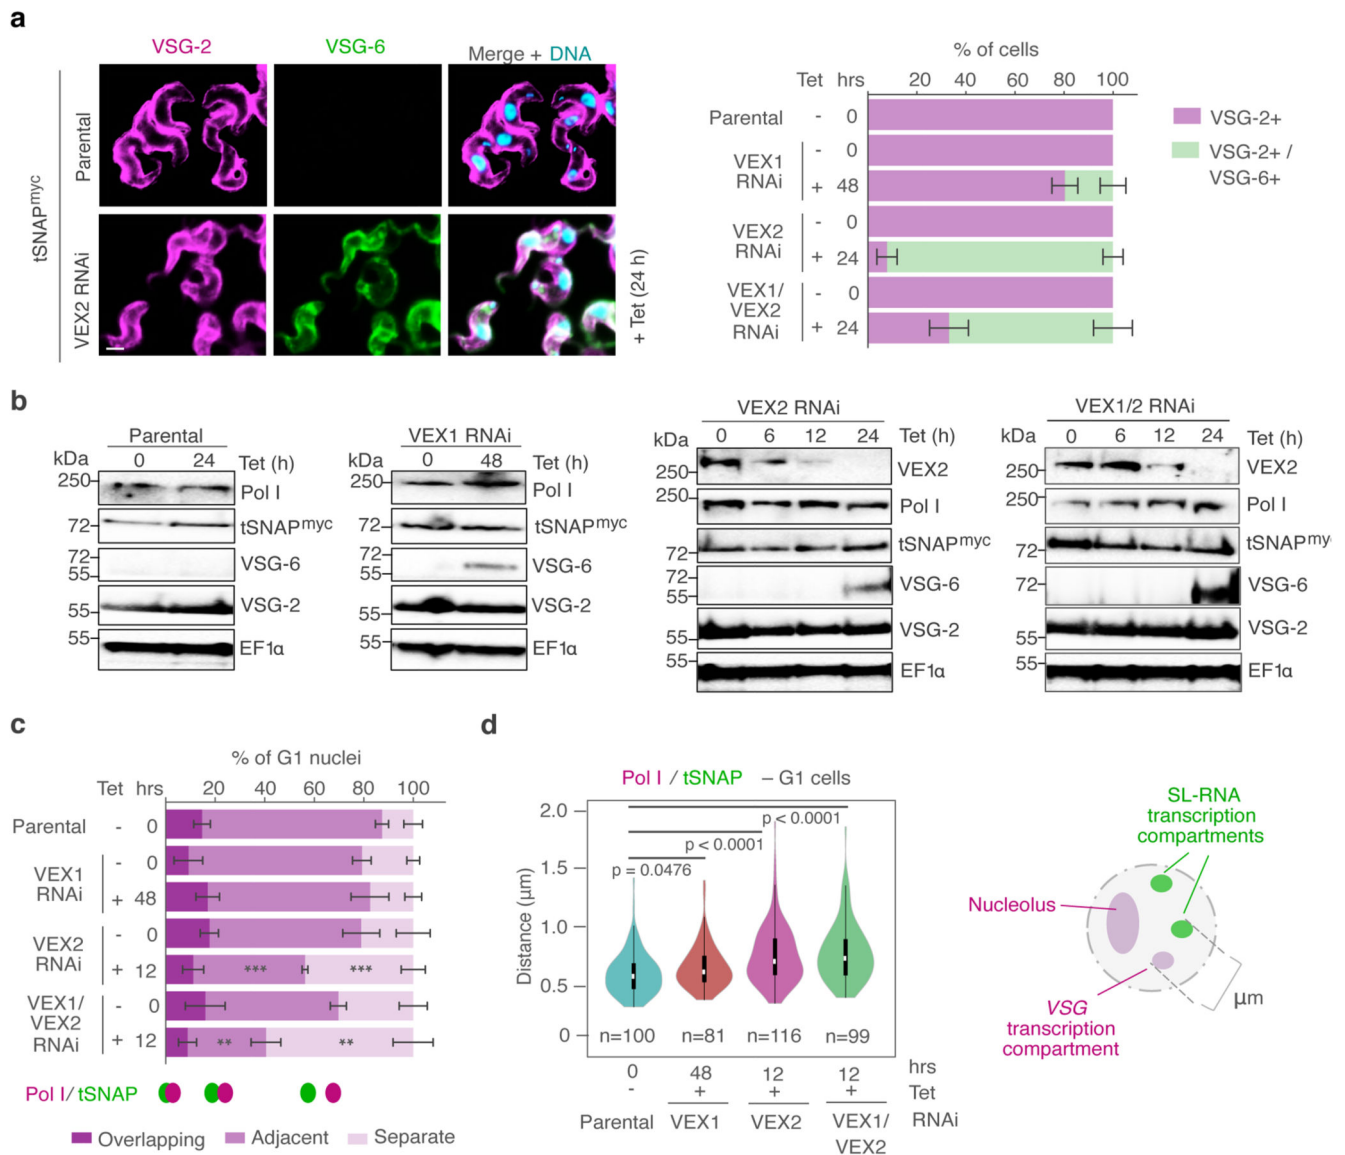 a
VSG-2
VSG-6
Merge + DNA
tSNAPmyc
Parental
VEX2 RNAi
+ Tet (24 h)
% of cells
Tet hrs 20 40 60 80 100
Parental - 0
VEX1 RNAi
- 0
+ 48
VEX2 RNAi
- 0
+ 24
VEX1/ VEX2 RNAi
- 0
+ 24
VSG-2+
VSG-2+ /
VSG-6+
b
Parental
kDa 0 24 Tet (h)
250 Pol I
72 tSNAPmyc
72
55 VSG-6
55 VSG-2
55 EF1α
VEX1 RNAi
kDa 0 48 Tet (h)
250 Pol I
72 tSNAPmyc
72
55 VSG-6
55 VSG-2
55 EF1α
VEX2 RNAi
kDa 0 6 12 24 Tet (h)
250 VEX2
250 Pol I
72 tSNAPmyc
72
55 VSG-6
55 VSG-2
55 EF1α
VEX1/2 RNAi
kDa 0 6 12 24 Tet (h)
250 VEX2
250 Pol I
72 tSNAPmy
72 VSG-6
55 VSG-2
55 EF1α
c
% of G1 nuclei
Tet hrs 20 40 60 80 100
Parental - 0
VEX1 RNAi
- 0
+ 48
VEX2 RNAi
- 0
+ 12 *** ***
VEX1/ VEX2 RNAi
- 0
+ 12 ** **
Pol I/ tSNAP
Overlapping Adjacent Separate
d
Pol I / tSNAP – G1 cells
Distance (μm)
2.0
1.5
1.0
0.5
0
p < 0.0001
p < 0.0001
p = 0.0476
n=100 n=81 n=116 n=99
0 48 12 12 hrs
- + + + Tet
Parental VEX1 VEX2 VEX1/ VEX2 RNAi
SL-RNA
transcription
compartments
Nucleolus
μm
VSG
transcription
compartment